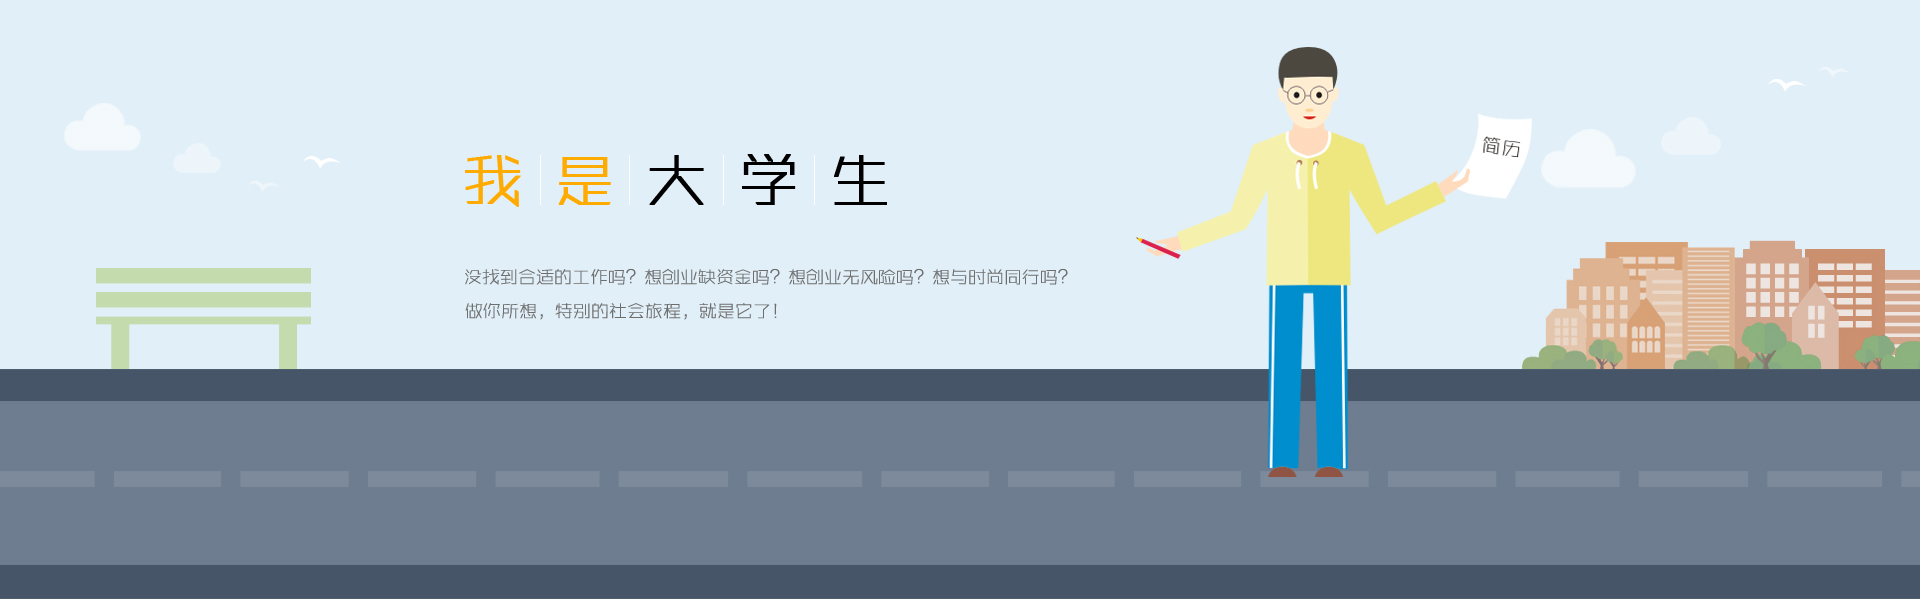 我是大学生
没找到合适的工作吗？想创业缺资金吗？想创业无风险吗？想与时尚同行吗？
做你所想，特别的社会旅程，就是它了！
简历